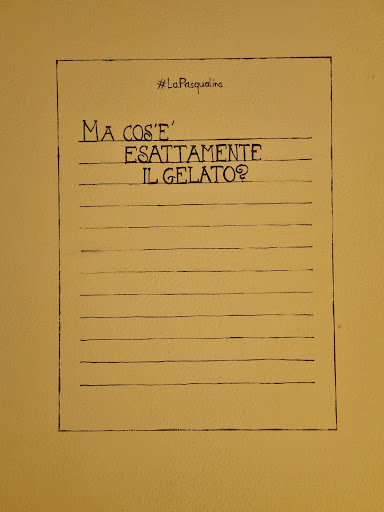 #LaPasqualina
MA COS'E'
ESATTAMENTE
IL GELATO?